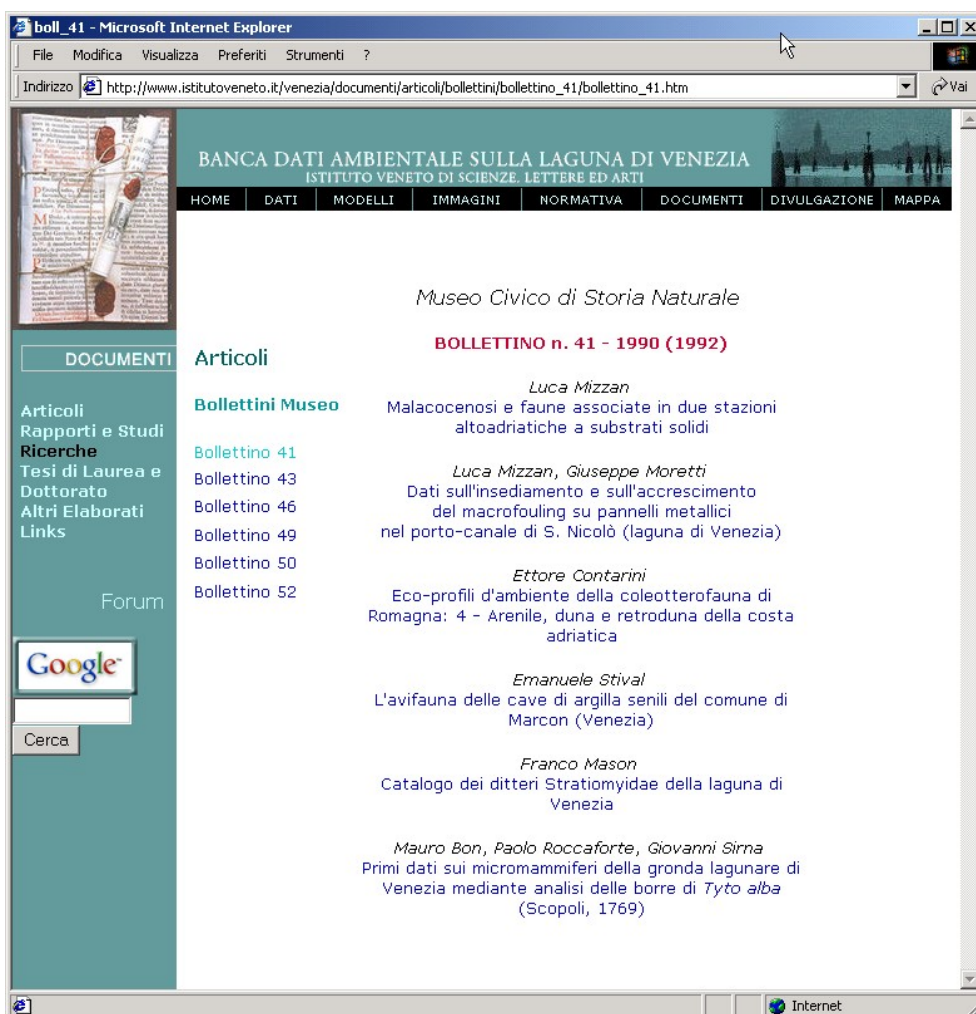 boll_41 - Microsoft Internet Explorer
File Modifica Visualizza Preferiti Strumenti ?
Indirizzo http://www.istitutoveneto.it/venezia/documenti/articoli/bollettini/bollettino_41/bollettino_41.htm Vai
BANCA DATI AMBIENTALE SULLA LAGUNA DI VENEZIA
ISTITUTO VENETO DI SCIENZE. LETTERE ED ARTI
HOME DATI MODELLI IMMAGINI NORMATIVA DOCUMENTI DIVULGAZIONE MAPPA
DOCUMENTI
Articoli
Rapporti e Studi
Ricerche
Tesi di Laurea e
Dottorato
Altri Elaborati
Links
Forum
Google
Cerca
Articoli
Bollettini Museo
Bollettino 41
Bollettino 43
Bollettino 46
Bollettino 49
Bollettino 50
Bollettino 52
Museo Civico di Storia Naturale
BOLLETTINO n. 41 - 1990 (1992)
Luca Mizzan
Malacocenosi e faune associate in due stazioni
altoadriatiche a substrati solidi
Luca Mizzan, Giuseppe Moretti
Dati sull'insediamento e sull'accrescimento
del macrofouling su pannelli metallici
nel porto-canale di S. Nicolò (laguna di Venezia)
Ettore Contarini
Eco-profili d'ambiente della coleotterofauna di
Romagna: 4 - Arenile, duna e retroduna della costa
adriatica
Emanuele Stival
L'avifauna delle cave di argilla senili del comune di
Marcon (Venezia)
Franco Mason
Catalogo dei ditteri Stratiomyidae della laguna di
Venezia
Mauro Bon, Paolo Roccaforte, Giovanni Sirna
Primi dati sui micromammiferi della gronda lagunare di
Venezia mediante analisi delle borre di Tyto alba
(Scopoli, 1769)
Internet